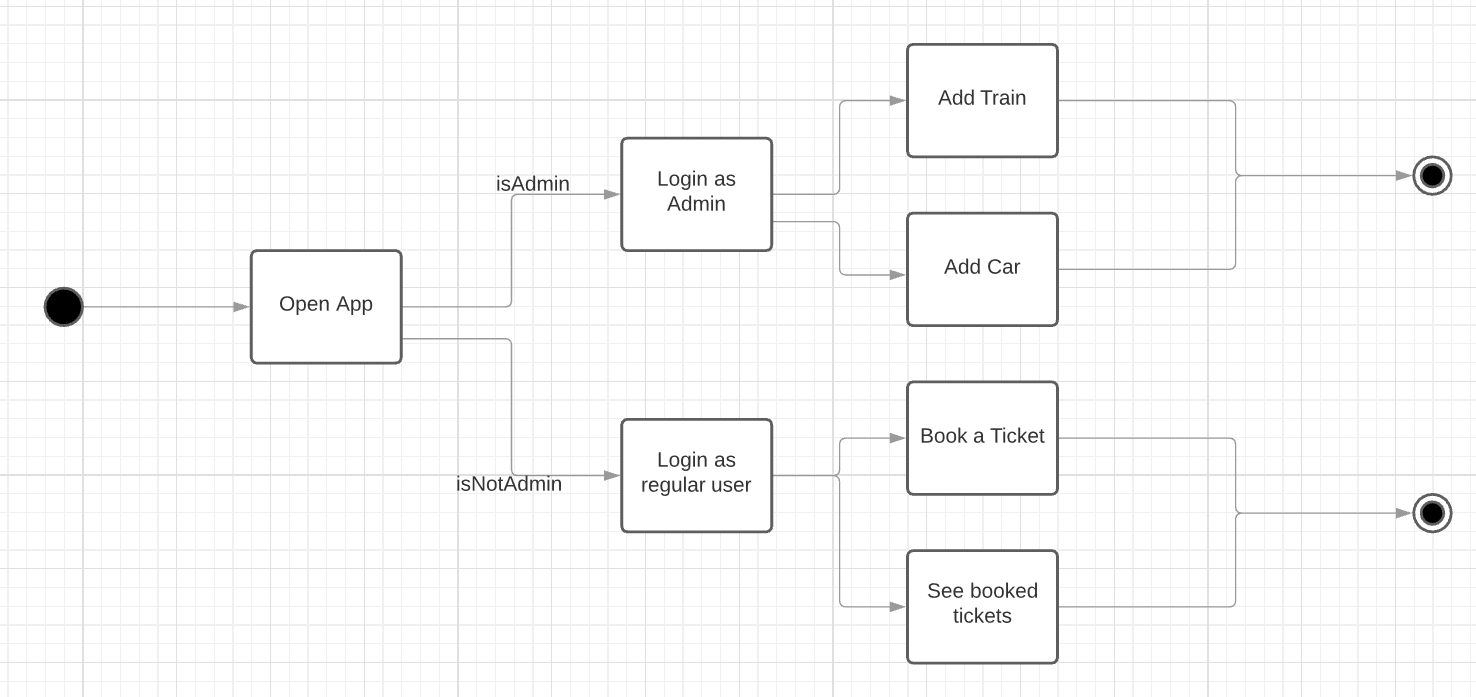 Add Train
isAdmin
Login as
Admin
Add Car
Open App
Book a Ticket
isNotAdmin
Login as
regular user
See booked
tickets